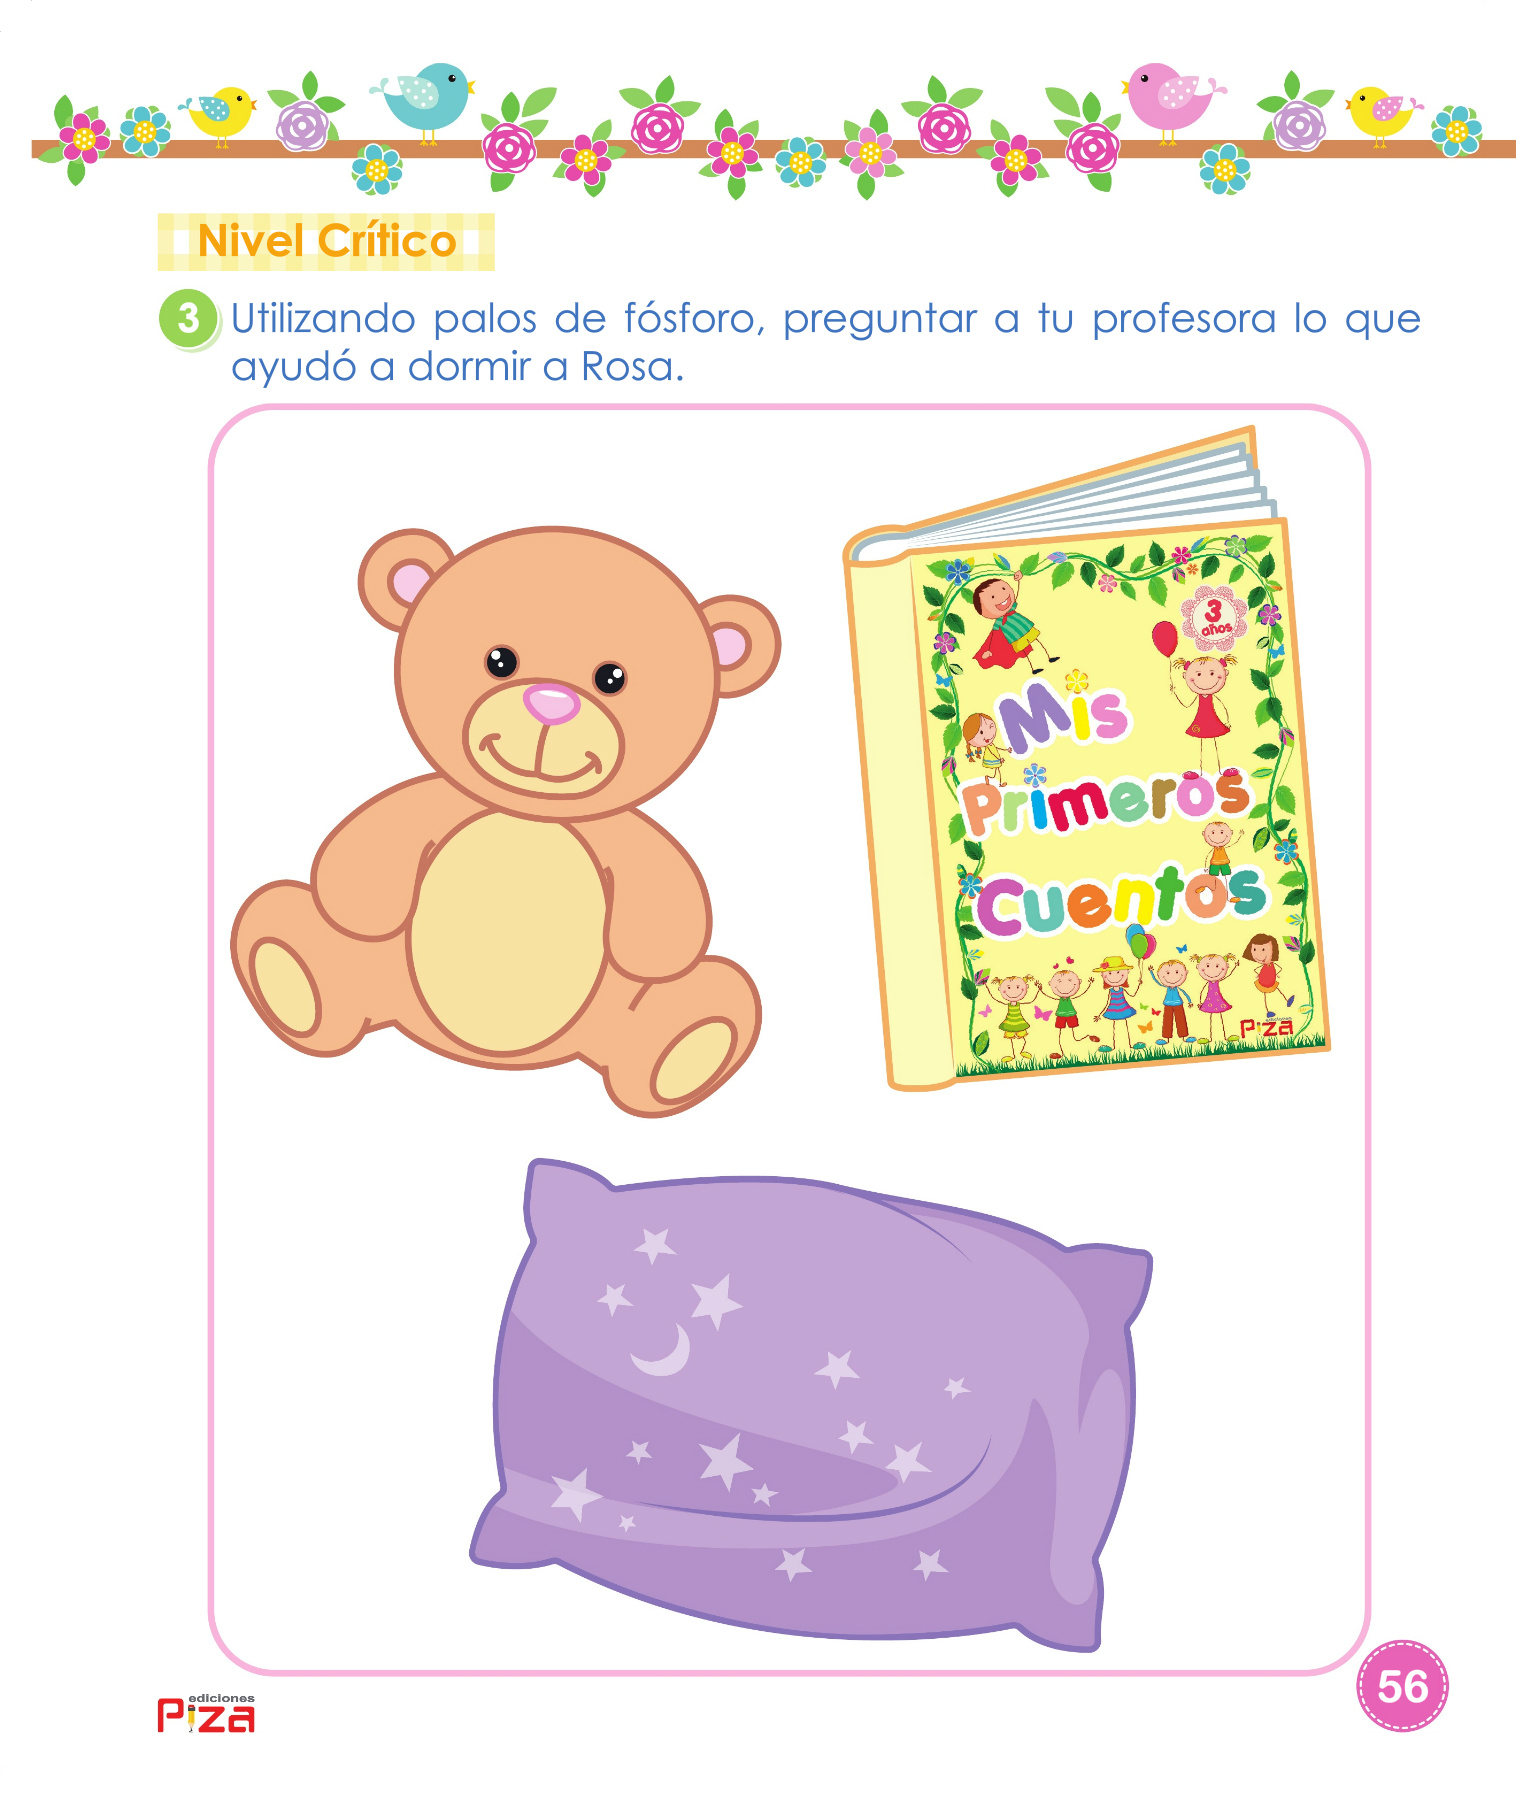 Nivel Crítico
3 Utilizando palos de fósforo, preguntar a tu profesora lo que
ayudó a dormir a Rosa.
3
años
Mis
Primeros
Cuentos
ediciones
Piza
ediciones
Piza
56